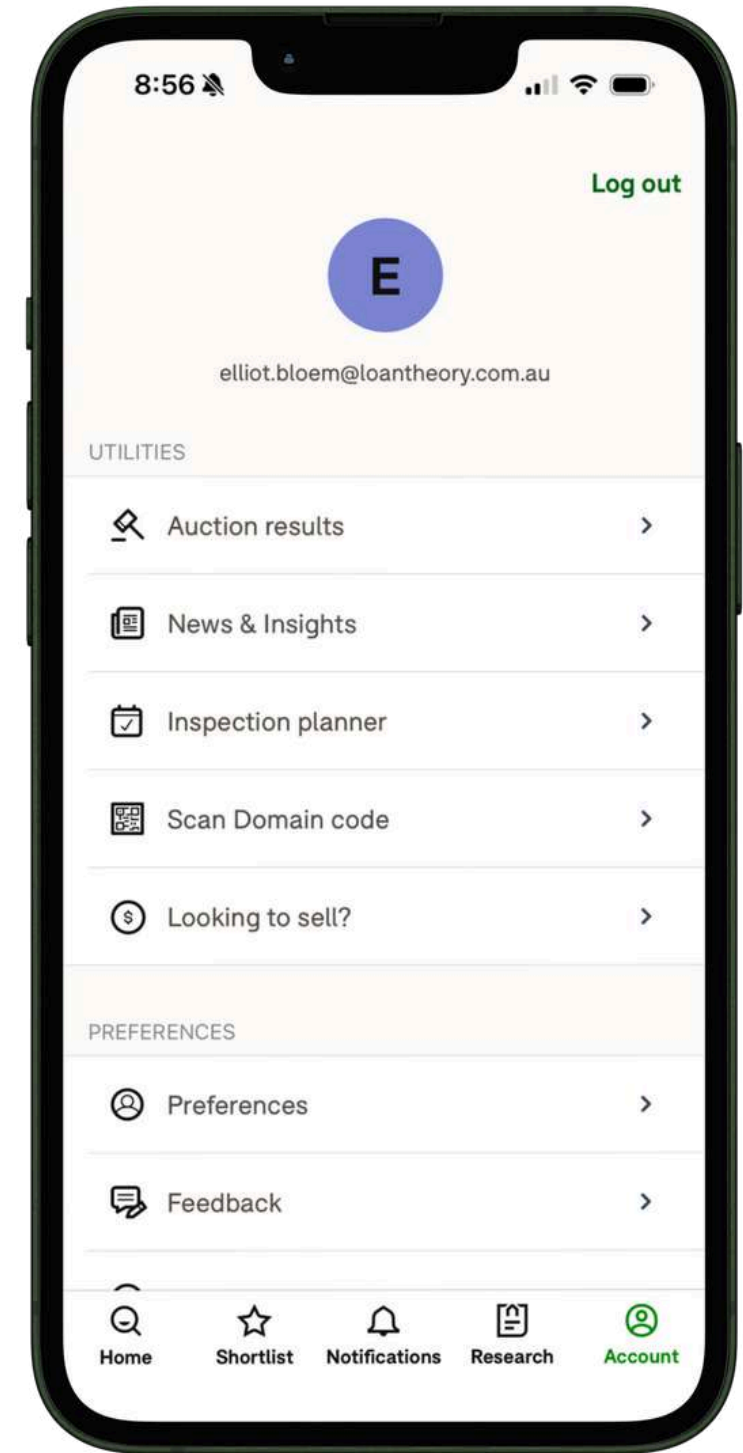 8:56
Log out
E
elliot.bloem@loantheory.com.au
UTILITIES
Auction results
News & Insights
Inspection planner
Scan Domain code
Looking to sell?
PREFERENCES
Preferences
Feedback
Home Shortlist Notifications Research Account